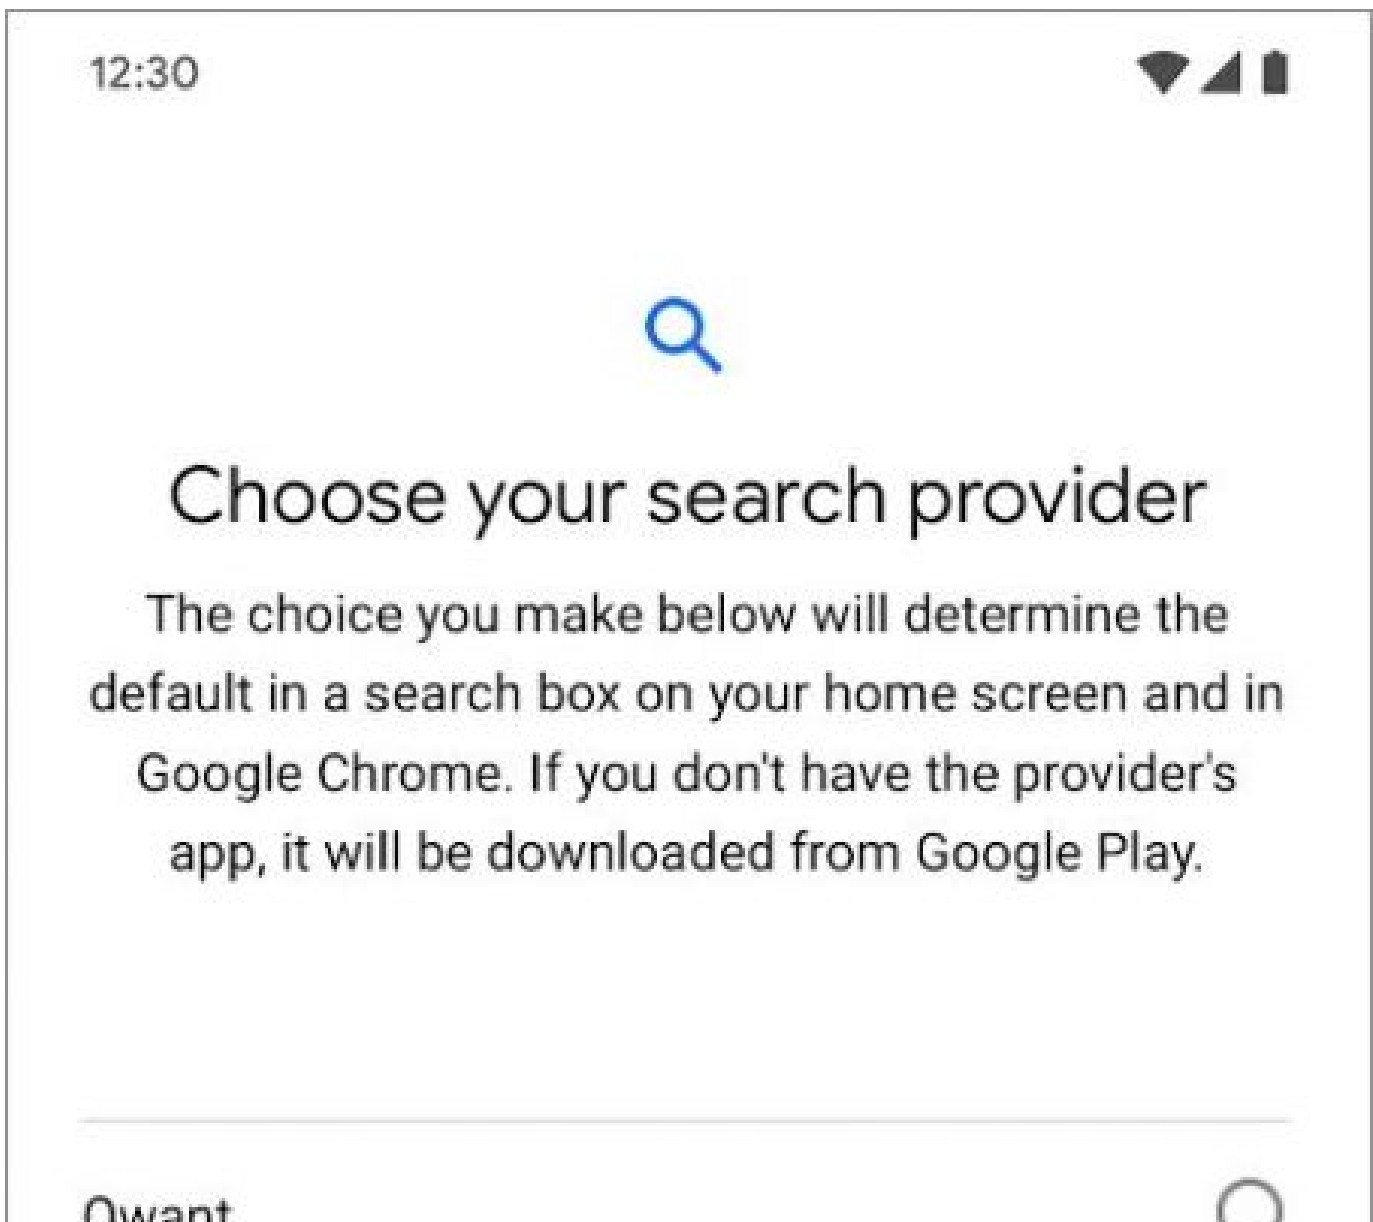 12:30
Choose your search provider
The choice you make below will determine the
default in a search box on your home screen and in
Google Chrome. If you don't have the provider's
app, it will be downloaded from Google Play.
Qwant